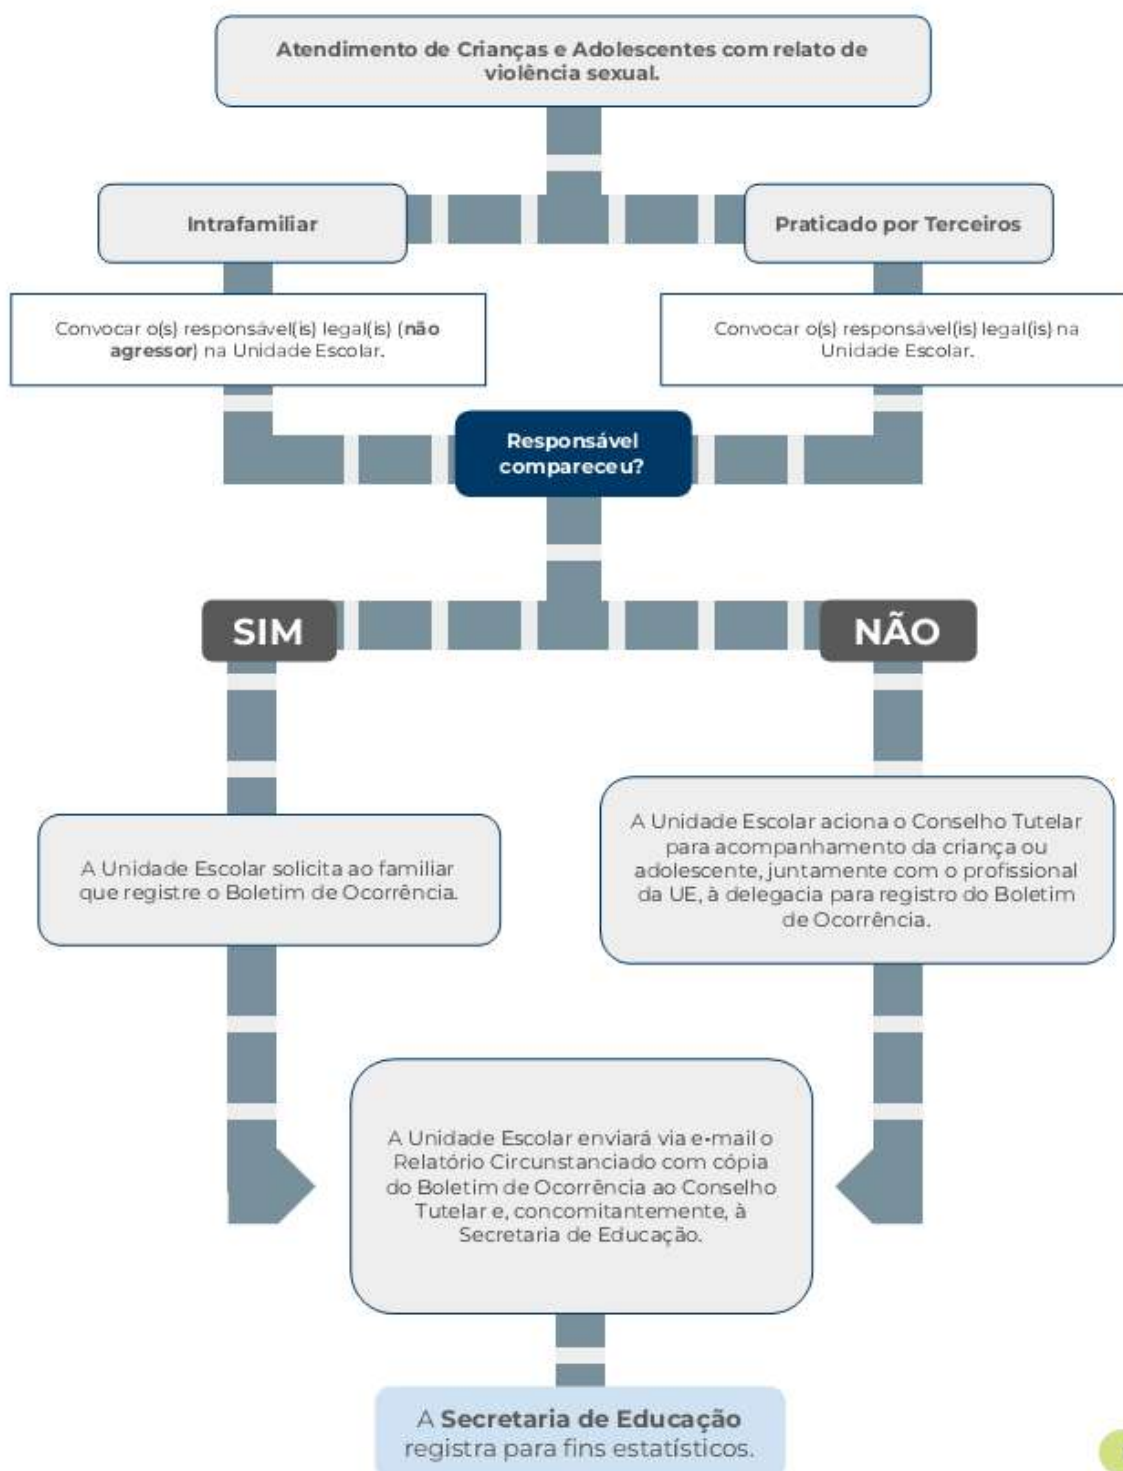 Atendimento de Crianças e Adolescentes com relato de
violência sexual.
Intrafamiliar
Praticado por Terceiros
Convocar o(s) responsável(is) legal(is) (não
agressor) na Unidade Escolar.
Convocar o(s) responsável(is) legal(is) na
Unidade Escolar.
Responsável
compareceu?
SIM
NÃO
A Unidade Escolar solicita ao familiar
que registre o Boletim de Ocorrência.
A Unidade Escolar aciona o Conselho Tutelar
para acompanhamento da criança ou
adolescente, juntamente com o profissional
da UE, à delegacia para registro do Boletim
de Ocorrência.
A Unidade Escolar enviará via e-mail o
Relatório Circunstanciado com cópia
do Boletim de Ocorrência ao Conselho
Tutelar e, concomitantemente, à
Secretaria de Educação.
A Secretaria de Educação
registra para fins estatísticos.